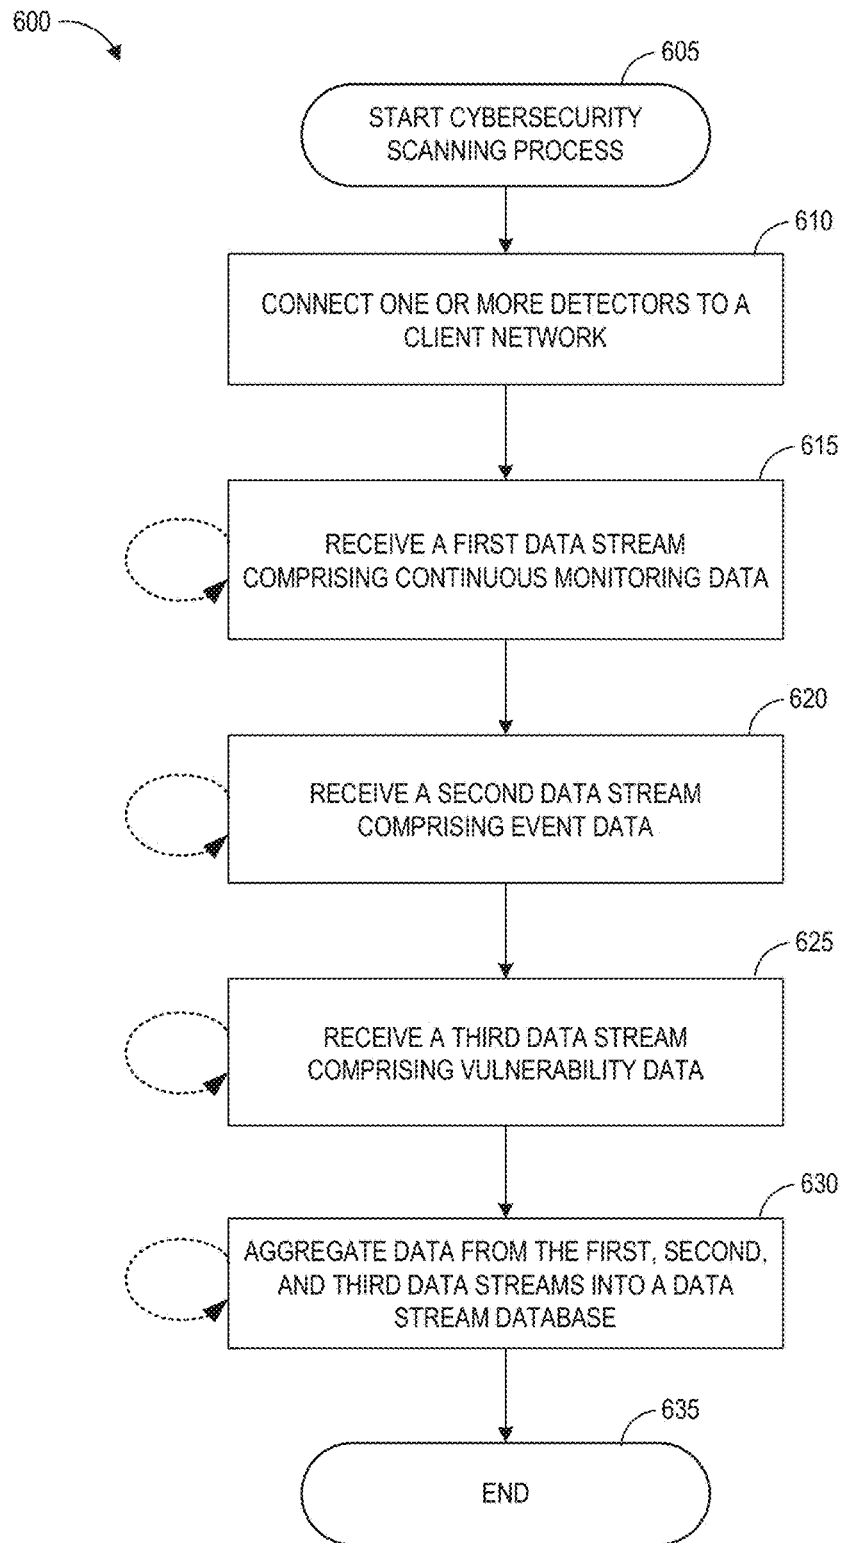 600
605
START CYBERSECURITY
SCANNING PROCESS
610
CONNECT ONE OR MORE DETECTORS TO A
CLIENT NETWORK
615
RECEIVE A FIRST DATA STREAM
COMPRISING CONTINUOUS MONITORING DATA
620
RECEIVE A SECOND DATA STREAM
COMPRISING EVENT DATA
625
RECEIVE A THIRD DATA STREAM
COMPRISING VULNERABILITY DATA
630
AGGREGATE DATA FROM THE FIRST, SECOND,
AND THIRD DATA STREAMS INTO A DATA
STREAM DATABASE
635
END